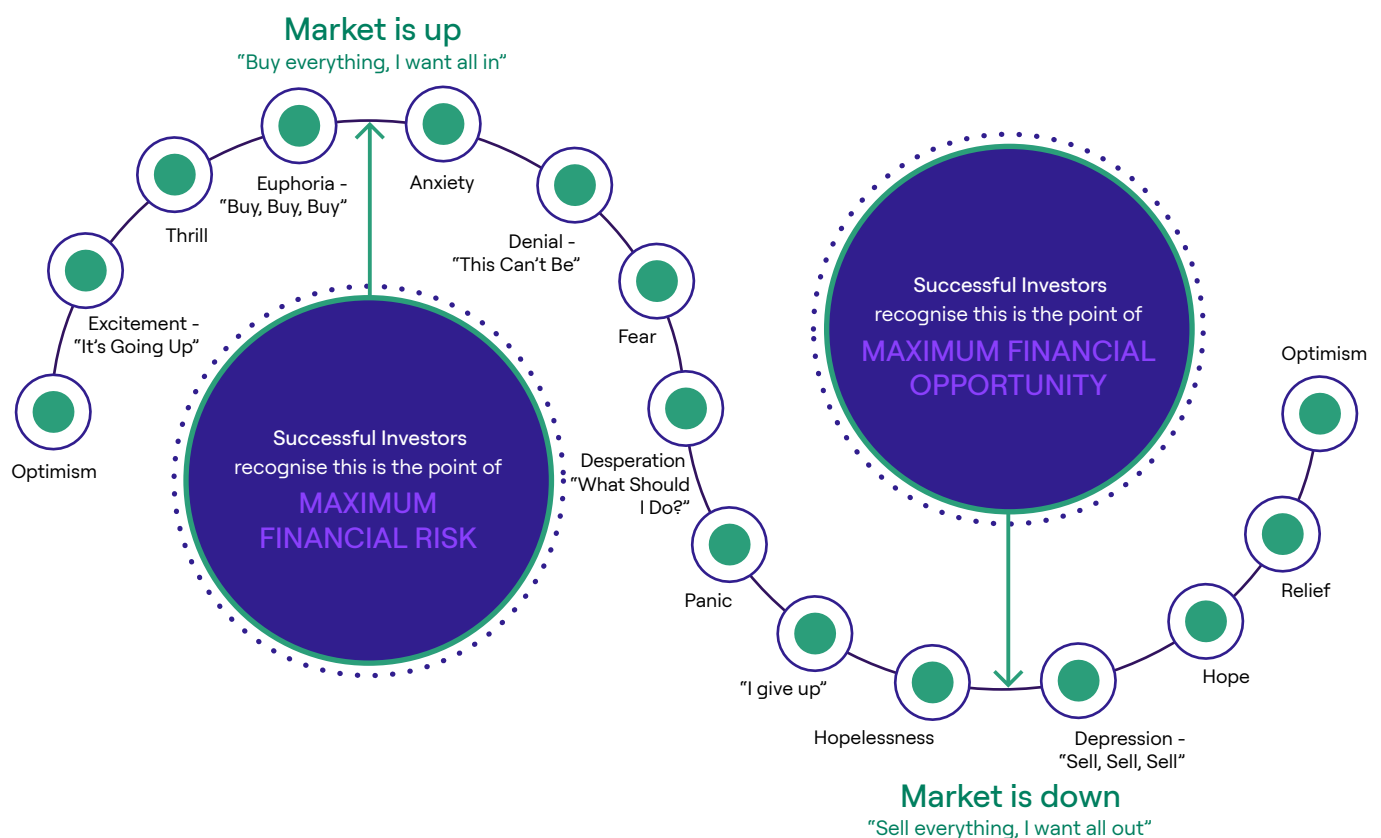 Market is up
“Buy everything, I want all in”
Optimism
Excitement -
“It’s Going Up”
Thrill
Euphoria -
“Buy, Buy, Buy”
Anxiety
Denial -
“This Can’t Be”
Fear
Desperation
“What Should
I Do?”
Panic
“I give up”
Hopelessness
Depression -
“Sell, Sell, Sell”
Hope
Relief
Optimism
Successful Investors
recognise this is the point of
MAXIMUM
FINANCIAL RISK
Successful Investors
recognise this is the point of
MAXIMUM FINANCIAL
OPPORTUNITY
Market is down
“Sell everything, I want all out”